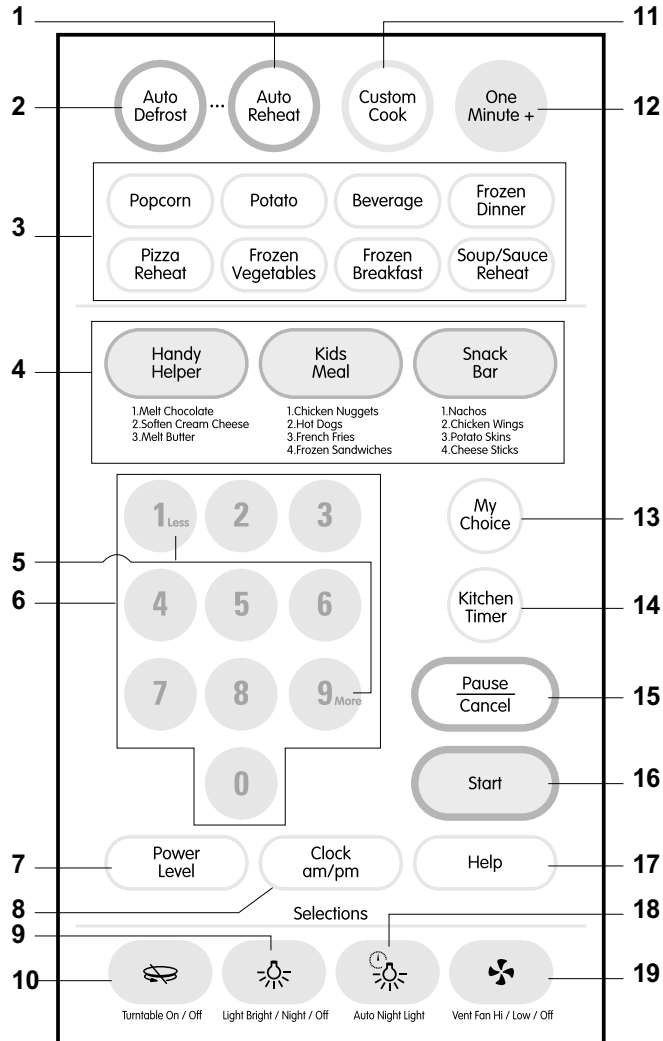 1
11
2
Auto
Defrost
...
Auto
Reheat
Custom
Cook
One
Minute +
12
3
Popcorn
Potato
Beverage
Frozen
Dinner
Pizza
Reheat
Frozen
Vegetables
Frozen
Breakfast
Soup/Sauce
Reheat
4
Handy
Helper
Kids
Meal
Snack
Bar
1.Melt Chocolate
2.Soften Cream Cheese
3.Melt Butter
1.Chicken Nuggets
2.Hot Dogs
3.French Fries
4.Frozen Sandwiches
1.Nachos
2.Chicken Wings
3.Potato Skins
4.Cheese Sticks
1 Less
2
3
My
Choice
13
5
6
4
5
6
Kitchen
Timer
14
7
8
9 More
Pause
Cancel
15
0
Start
16
7
Power
Level
Clock
am/pm
Help
17
8
Selections
18
9
10
19
Turntable On / Off
Light Bright / Night / Off
Auto Night Light
Vent Fan Hi / Low / Off